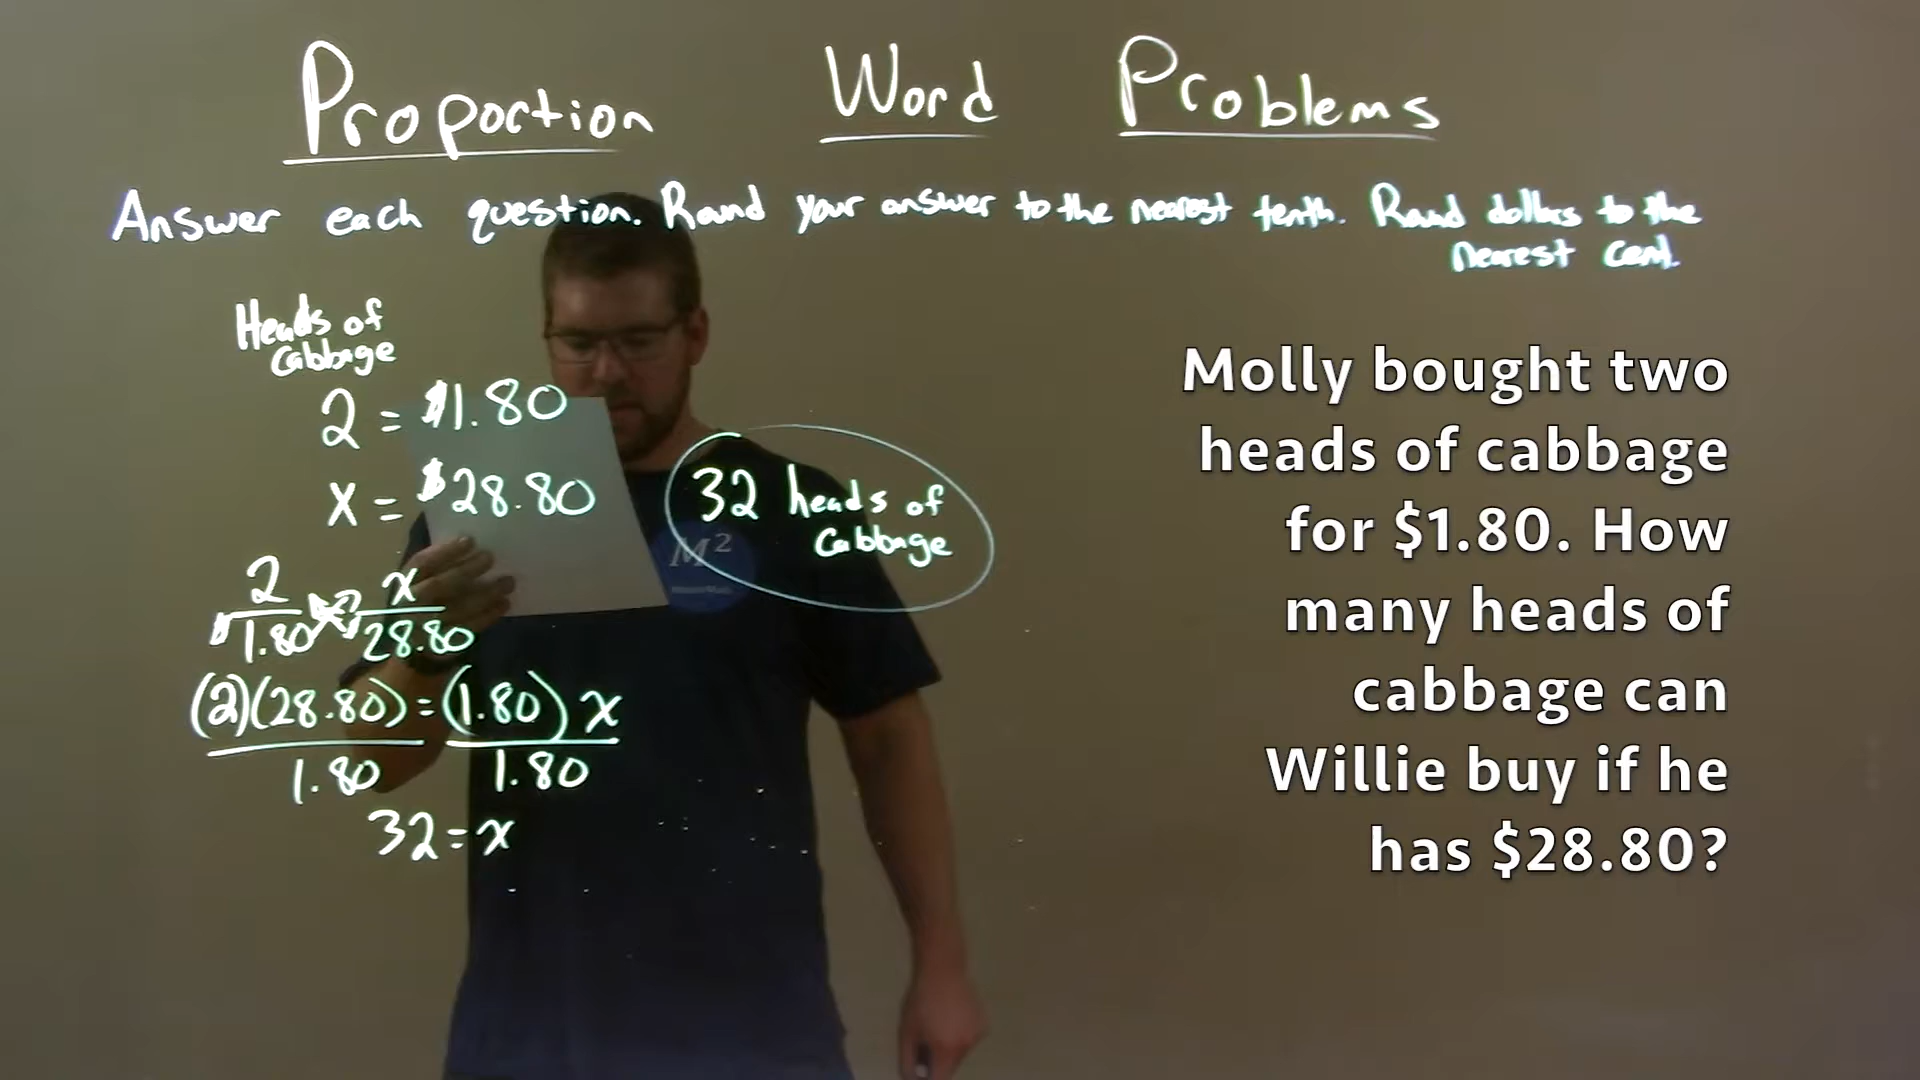 Proportion Word Problems
Answer each question. Round your answer to the nearest tenth. Round dollars to the
nearest cent.
Heads of
Cabbage
2 = $1.80
x = $28.80
2 x
$1.80 $28.80
(2)(28.80) = (1.80) x
1.80 1.80
32 = x
32 heads of
Cabbage
M²
Molly bought two
heads of cabbage
for $1.80. How
many heads of
cabbage can
Willie buy if he
has $28.80?